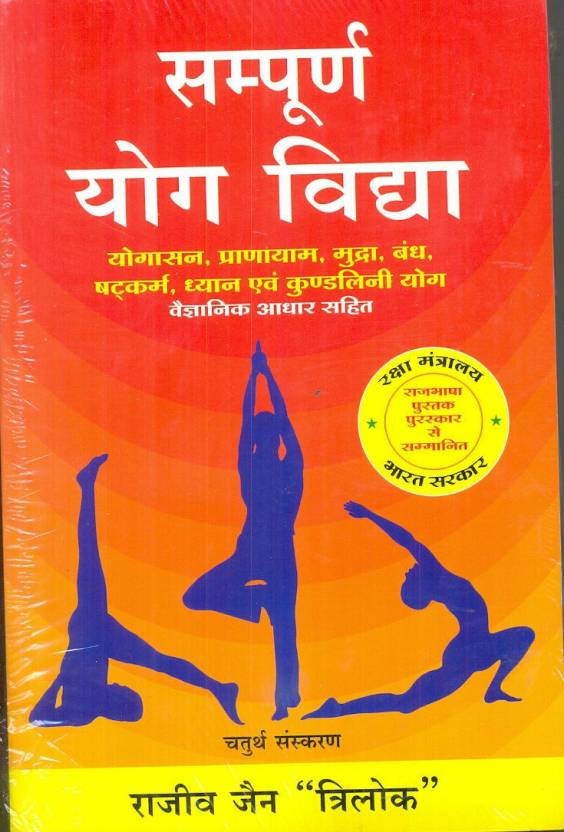 सम्पूर्ण
योग विद्या
योगासन, प्राणायाम, मुद्रा, बंध,
षट्कर्म, ध्यान एवं कुण्डलिनी योग
वैज्ञानिक आधार सहित
रक्षा मंत्रालय
राजभाषा
पुस्तक
पुरस्कार
से
सम्मानित
भारत सरकार
चतुर्थ संस्करण
राजीव जैन “त्रिलोक”